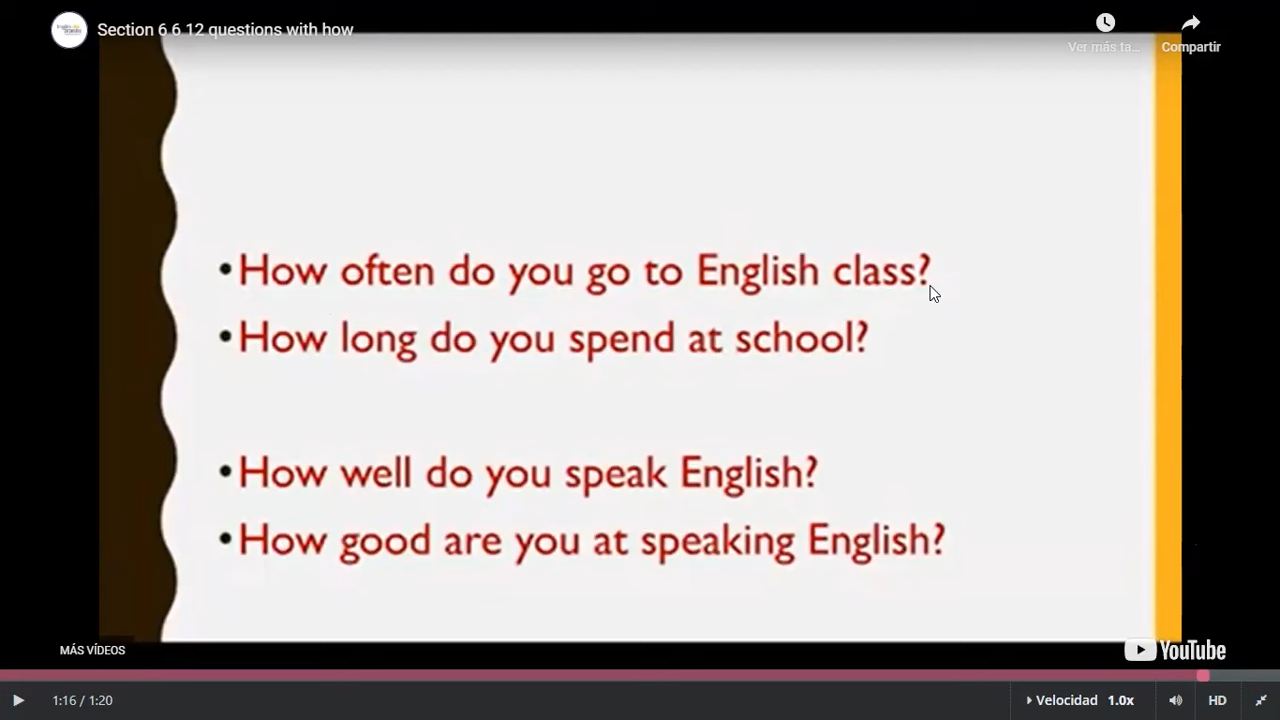 Section 6 6 12 questions with how
Ver más ta...
Compartir
•How often do you go to English class?
•How long do you spend at school?
•How well do you speak English?
•How good are you at speaking English?
MÁS VÍDEOS
YouTube
1:16 / 1:20
Velocidad 1.0x
HD